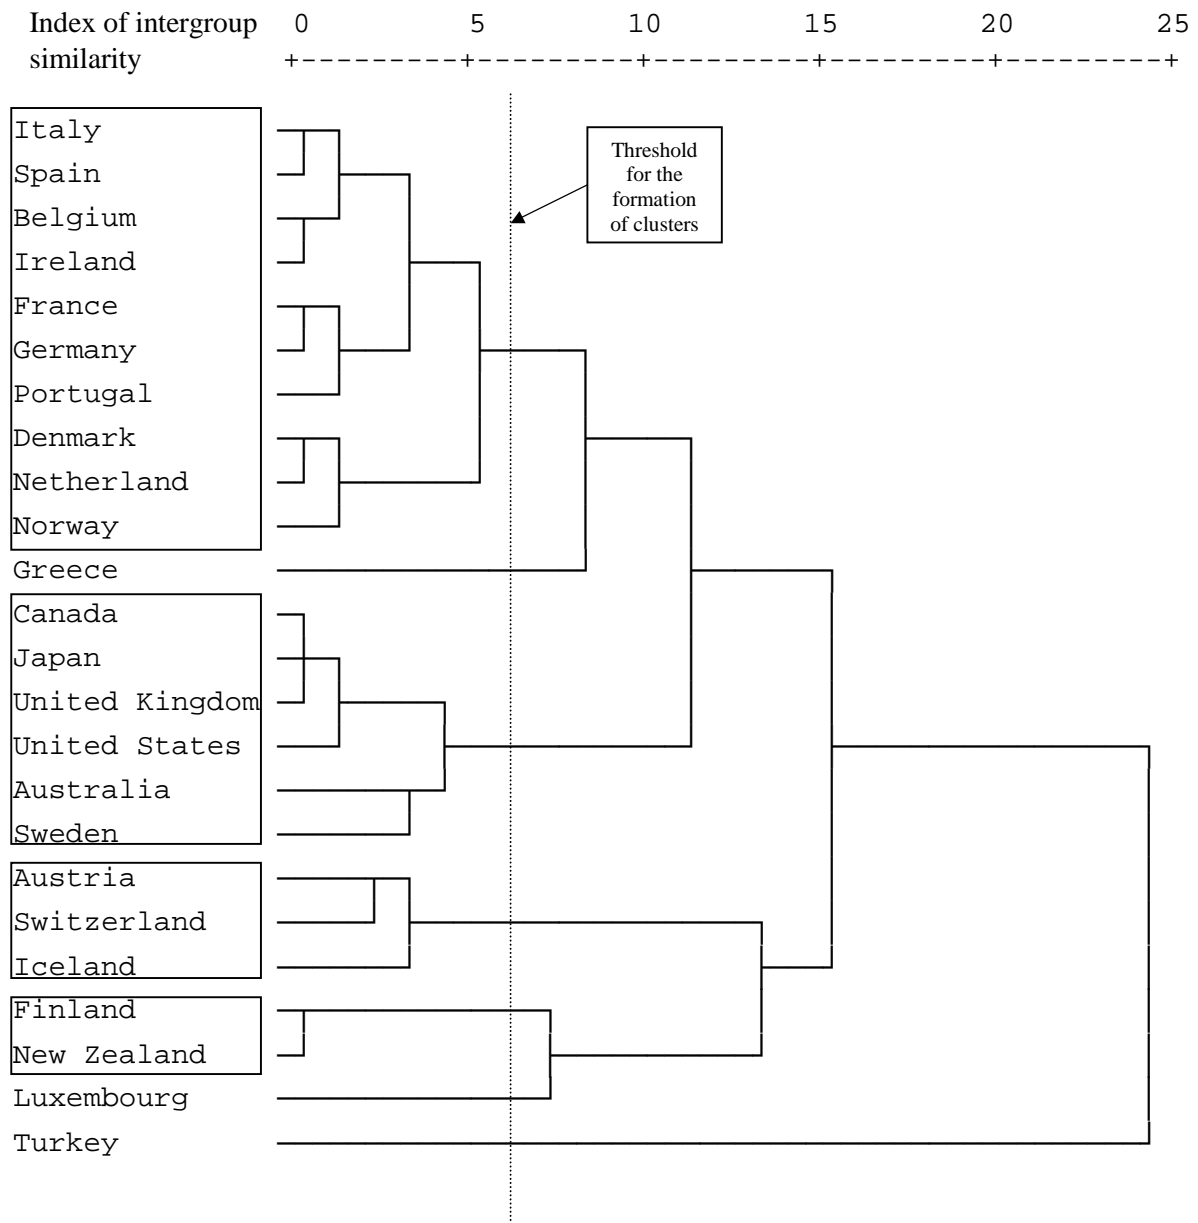 Index of intergroup 0 5 10 15 20 25
similarity +---------+---------+---------+---------+---------+
Italy
Threshold
Spain for the
formation
Belgium of clusters
Ireland
France
Germany
Portugal
Denmark
Netherland
Norway
Greece
Canada
Japan
United Kingdom
United States
Australia
Sweden
Austria
Switzerland
Iceland
Finland
New Zealand
Luxembourg
Turkey